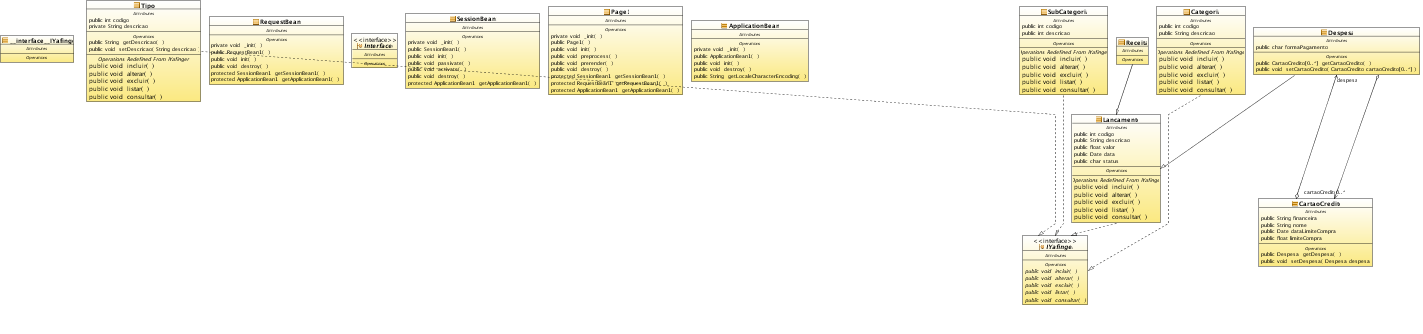 __interface__IYafinge
Attributes
Operations
Tipo
Attributes
public int codigo
private String descricao
Operations
public String getDescricao( )
public void setDescricao( String descricao
Operations Redefined From IYafinger
public void incluir( )
public void alterar( )
public void excluir( )
public void listar( )
public void consultar( )
RequestBean
Attributes
Operations
private void _init( )
public RequestBean1( )
public void init( )
public void destroy( )
protected SessionBean1 getSessionBean1( )
protected ApplicationBean1 getApplicationBean1( )
<<interface>>
Interface
Attributes
Operations
SessionBean
Attributes
Operations
private void _init( )
public SessionBean1( )
public void init( )
public void passivate( )
public void activate( )
public void destroy( )
protected ApplicationBean1 getApplicationBean1( )
Page1
Attributes
Operations
private void _init( )
public Page1( )
public void init( )
public void preprocess( )
public void prerender( )
public void destroy( )
protected SessionBean1 getSessionBean1( )
protected RequestBean1 getRequestBean1( )
protected ApplicationBean1 getApplicationBean1( )
ApplicationBean
Attributes
Operations
private void _init( )
public ApplicationBean1( )
public void init( )
public void destroy( )
public String getLocaleCharacterEncoding( )
SubCategori
Attributes
public int codigo
public int descricao
Operations
Operations Redefined From IYafinger
public void incluir( )
public void alterar( )
public void excluir( )
public void listar( )
public void consultar( )
Receita
Attributes
Operations
Categori
Attributes
public int codigo
public String descricao
Operations
Operations Redefined From IYafinger
public void incluir( )
public void alterar( )
public void excluir( )
public void listar( )
public void consultar( )
Despesa
Attributes
public char formaPagamento
Operations
public CartaoCredito[0..*] getCartaoCredito( )
public void setCartaoCredito( CartaoCredito cartaoCredito[0..*] )
despesa
Lancament
Attributes
public int codigo
public String descricao
public float valor
public Date data
public char status
Operations
Operations Redefined From IYafinger
public void incluir( )
public void alterar( )
public void excluir( )
public void listar( )
public void consultar( )
<<interface>>
IYafinge
Attributes
Operations
public void incluir( )
public void alterar( )
public void excluir( )
public void listar( )
public void consultar( )
cartaoCredito 0..*
CartaoCredit
Attributes
public String financeira
public String nome
public Date dataLimiteCompra
public float limiteCompra
Operations
public Despesa getDespesa( )
public void setDespesa( Despesa despesa